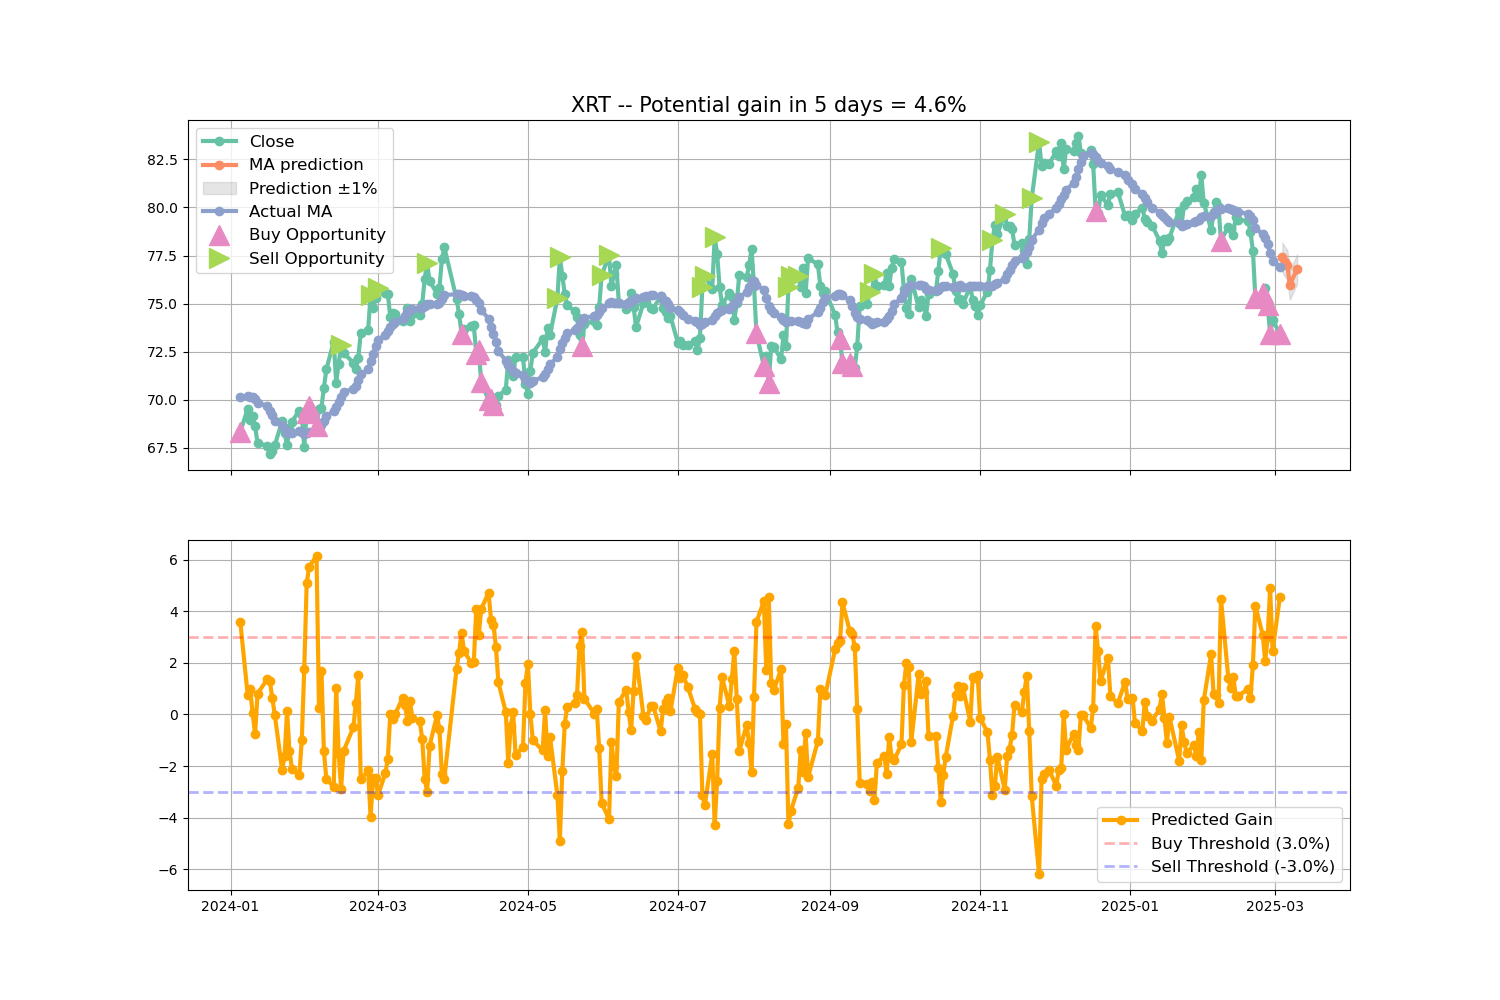 XRT -- Potential gain in 5 days = 4.6%
Close
MA prediction
Prediction ±1%
Actual MA
Buy Opportunity
Sell Opportunity
82.5
80.0
77.5
75.0
72.5
70.0
67.5
6
4
2
0
−2
−4
−6
Predicted Gain
Buy Threshold (3.0%)
Sell Threshold (-3.0%)
2024-01 2024-03 2024-05 2024-07 2024-09 2024-11 2025-01 2025-03